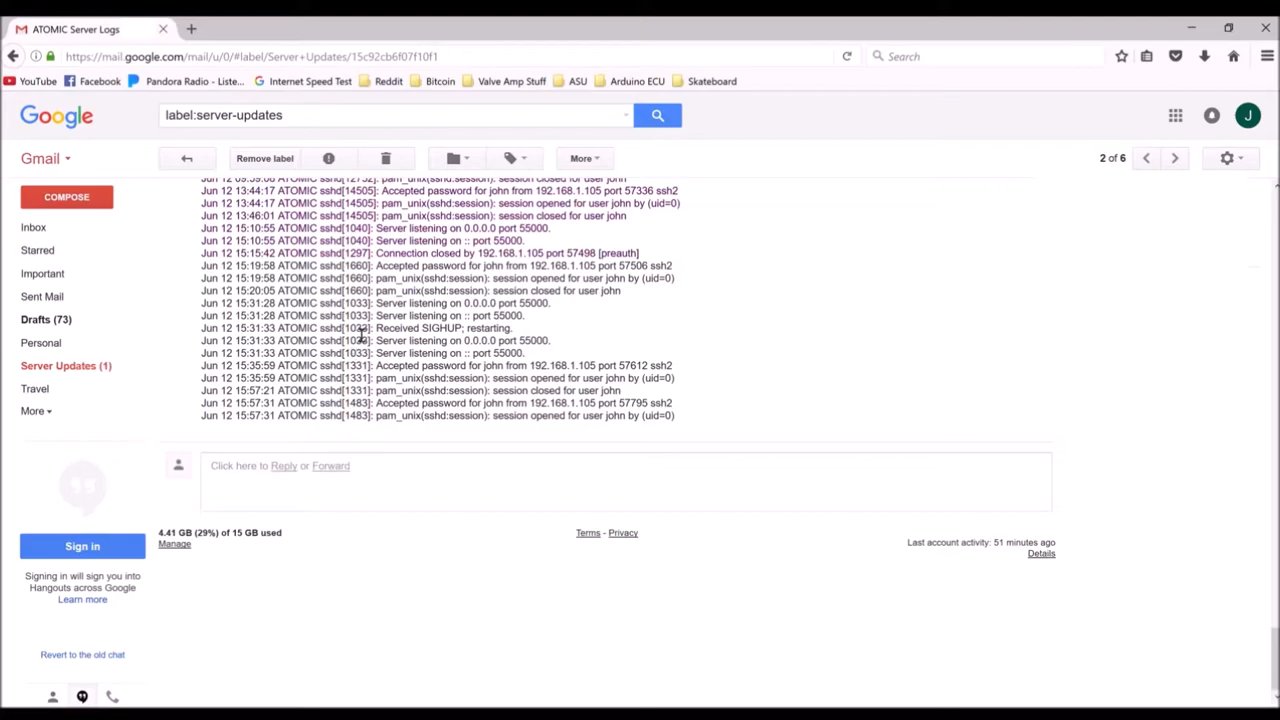 ATOMIC Server Logs
https://mail.google.com/mail/u/0/#label/Server+Updates/15c92cb6f07f10f1
Search
YouTube Facebook Pandora Radio - Liste... Internet Speed Test Reddit Bitcoin Valve Amp Stuff ASU Arduino ECU Skateboard
Google label:server-updates
Gmail Remove label More 2 of 6
COMPOSE
Inbox
Starred
Important
Sent Mail
Drafts (73)
Personal
Server Updates (1)
Travel
More
Jun 12 09:39:06 ATOMIC sshd[12732]: pam_unix(sshd:session): session closed for user john
Jun 12 13:44:17 ATOMIC sshd[14505]: Accepted password for john from 192.168.1.105 port 57336 ssh2
Jun 12 13:44:17 ATOMIC sshd[14505]: pam_unix(sshd:session): session opened for user john by (uid=0)
Jun 12 13:46:01 ATOMIC sshd[14505]: pam_unix(sshd:session): session closed for user john
Jun 12 15:10:55 ATOMIC sshd[1040]: Server listening on 0.0.0.0 port 55000.
Jun 12 15:10:55 ATOMIC sshd[1040]: Server listening on :: port 55000.
Jun 12 15:15:42 ATOMIC sshd[1297]: Connection closed by 192.168.1.105 port 57498 [preauth]
Jun 12 15:19:58 ATOMIC sshd[1660]: Accepted password for john from 192.168.1.105 port 57506 ssh2
Jun 12 15:19:58 ATOMIC sshd[1660]: pam_unix(sshd:session): session opened for user john by (uid=0)
Jun 12 15:20:05 ATOMIC sshd[1660]: pam_unix(sshd:session): session closed for user john
Jun 12 15:31:28 ATOMIC sshd[1033]: Server listening on 0.0.0.0 port 55000.
Jun 12 15:31:28 ATOMIC sshd[1033]: Server listening on :: port 55000.
Jun 12 15:31:33 ATOMIC sshd[1033]: Received SIGHUP; restarting.
Jun 12 15:31:33 ATOMIC sshd[1033]: Server listening on 0.0.0.0 port 55000.
Jun 12 15:31:33 ATOMIC sshd[1033]: Server listening on :: port 55000.
Jun 12 15:35:59 ATOMIC sshd[1331]: Accepted password for john from 192.168.1.105 port 57612 ssh2
Jun 12 15:35:59 ATOMIC sshd[1331]: pam_unix(sshd:session): session opened for user john by (uid=0)
Jun 12 15:57:21 ATOMIC sshd[1331]: pam_unix(sshd:session): session closed for user john
Jun 12 15:57:31 ATOMIC sshd[1483]: Accepted password for john from 192.168.1.105 port 57795 ssh2
Jun 12 15:57:31 ATOMIC sshd[1483]: pam_unix(sshd:session): session opened for user john by (uid=0)
Click here to Reply or Forward
4.41 GB (29%) of 15 GB used
Manage
Terms - Privacy
Last account activity: 51 minutes ago
Details
J
Sign in
Signing in will sign you into
Hangouts across Google
Learn more
Revert to the old chat